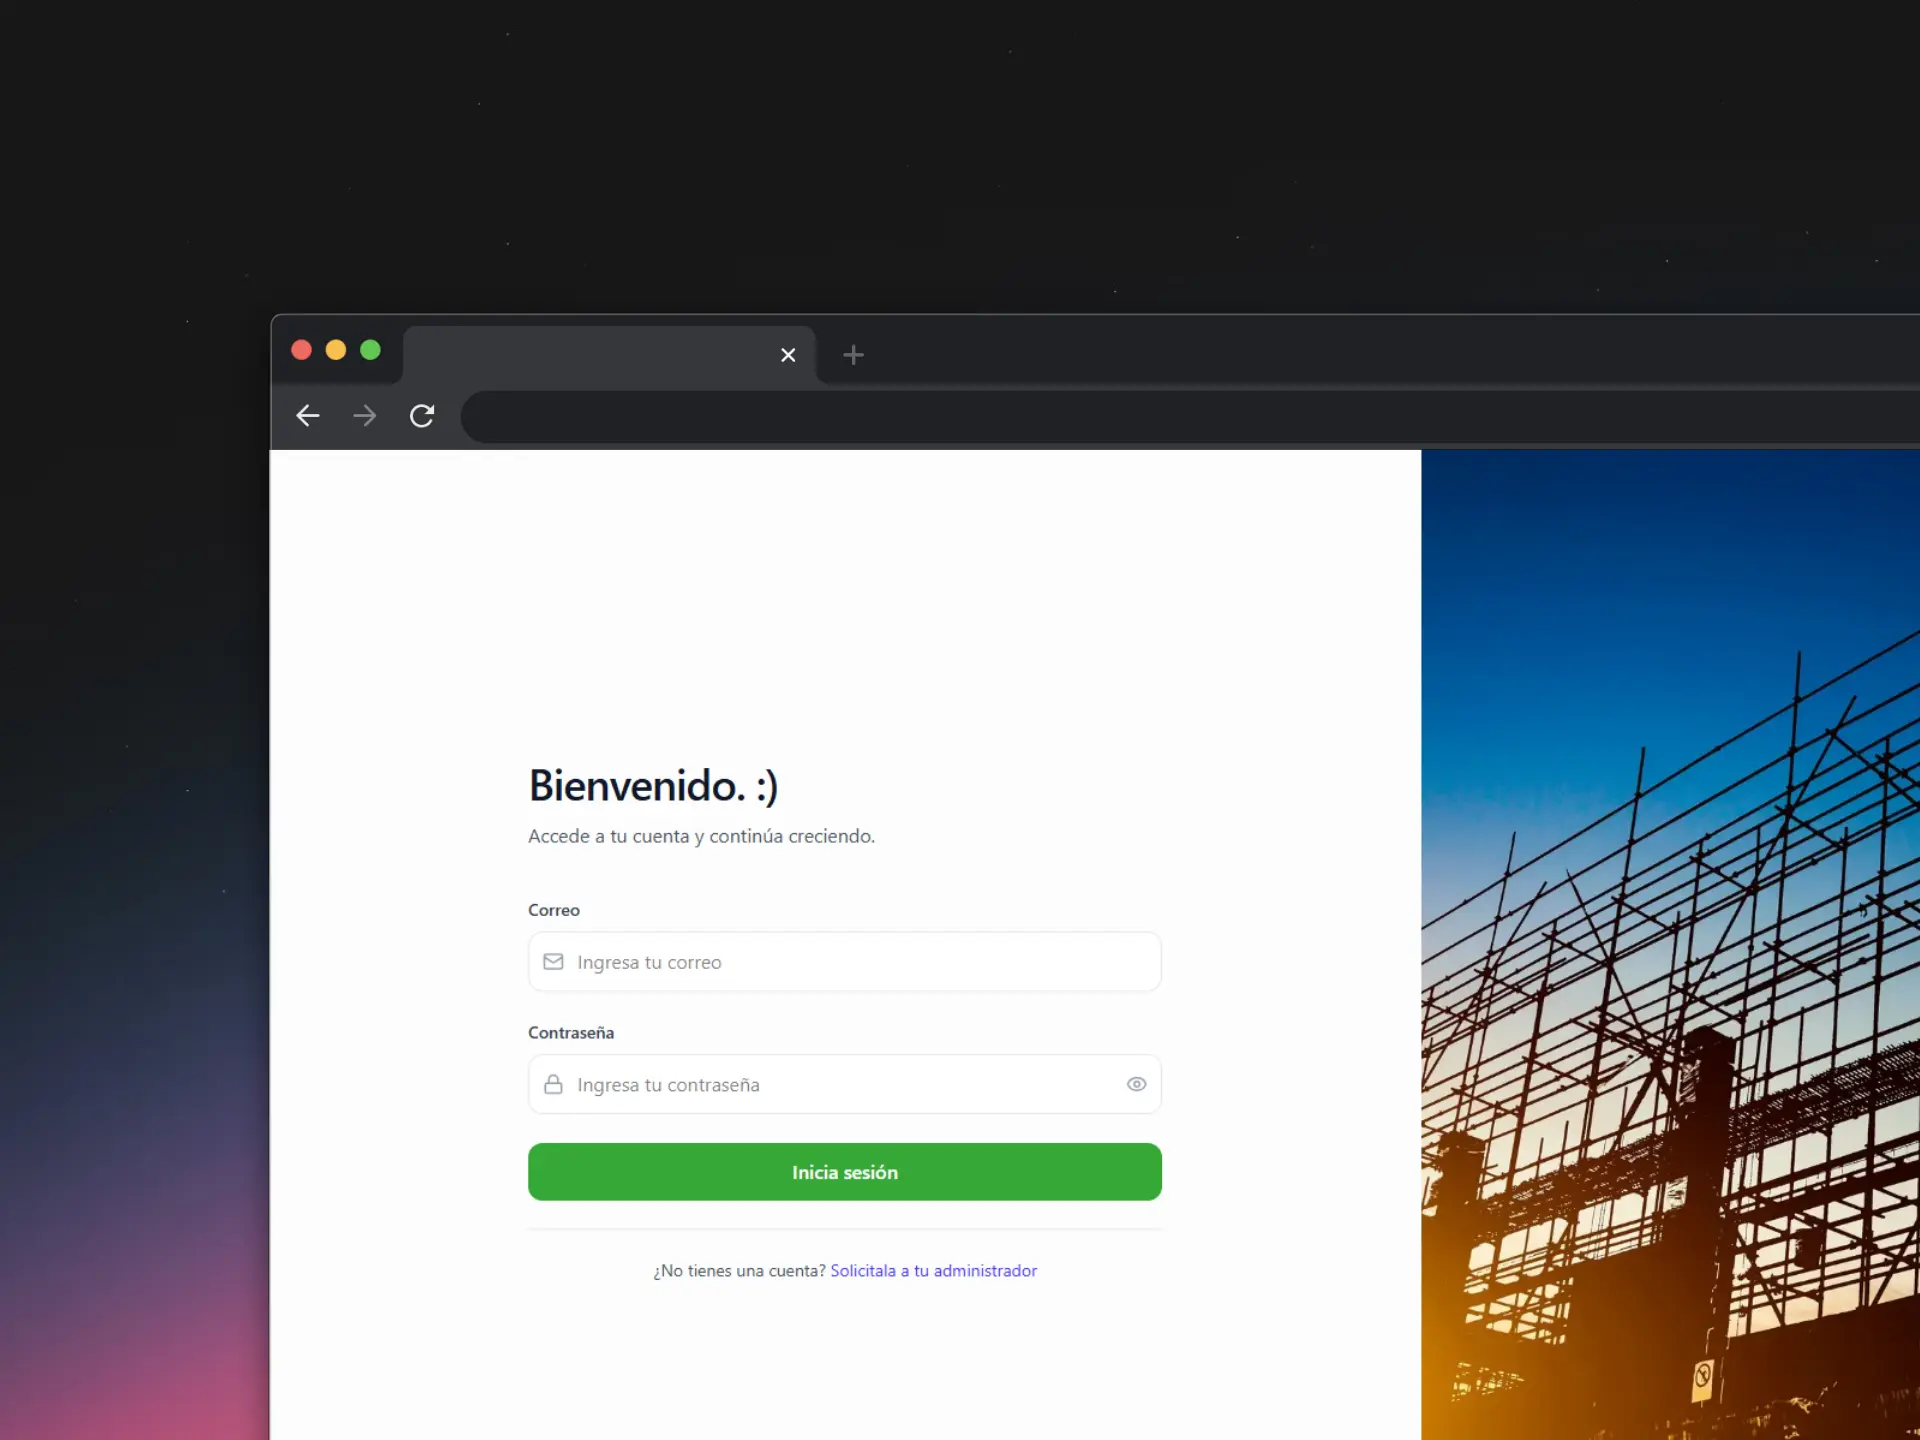 Bienvenido. :)
Accede a tu cuenta y continúa creciendo.
Correo
Ingresa tu correo
Contraseña
Ingresa tu contraseña
Inicia sesión
¿No tienes una cuenta? Solicitala a tu administrador